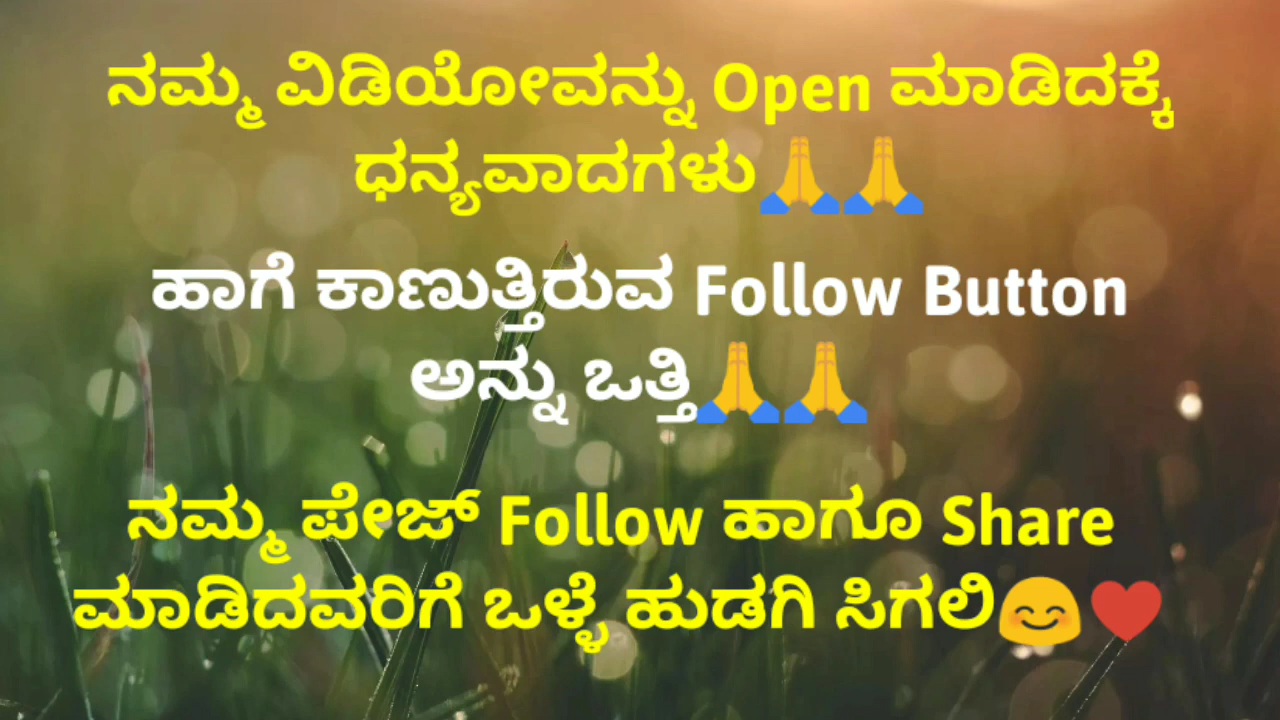 ನಮ್ಮ ವಿಡಿಯೋವನ್ನು Open ಮಾಡಿದಕ್ಕೆ
ಧನ್ಯವಾದಗಳು🙏🙏
ಹಾಗೆ ಕಾಣುತ್ತಿರುವ Follow Button
ಅನ್ನು ಒತ್ತಿ🙏🙏
ನಮ್ಮ ಪೇಜ್ Follow ಹಾಗೂ Share
ಮಾಡಿದವರಿಗೆ ಒಳ್ಳೆ ಹುಡಗಿ ಸಿಗಲಿ😊♥️